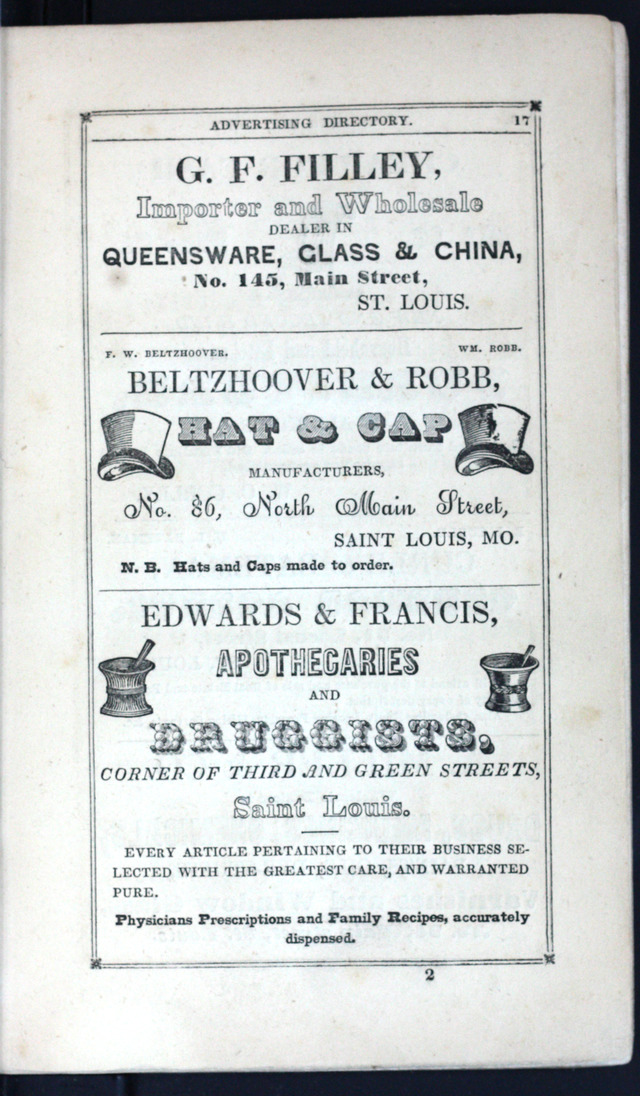 ADVERTISING DIRECTORY. 17
G. F. FILLEY,
Importer and Wholesale
DEALER IN
QUEENSWARE, GLASS & CHINA,
No. 145, Main Street,
ST. LOUIS.
F. W. BELTZHOOVER. WM. ROBB.
BELTZHOOVER & ROBB,
HAT & CAP
MANUFACTURERS,
No. 86, North Main Street,
SAINT LOUIS, MO.
N. B. Hats and Caps made to order.
EDWARDS & FRANCIS,
APOTHECARIES
AND
DRUGGISTS,
CORNER OF THIRD AND GREEN STREETS,
Saint Louis.
EVERY ARTICLE PERTAINING TO THEIR BUSINESS SE-
LECTED WITH THE GREATEST CARE, AND WARRANTED
PURE.
Physicians Prescriptions and Family Recipes, accurately
dispensed.
2